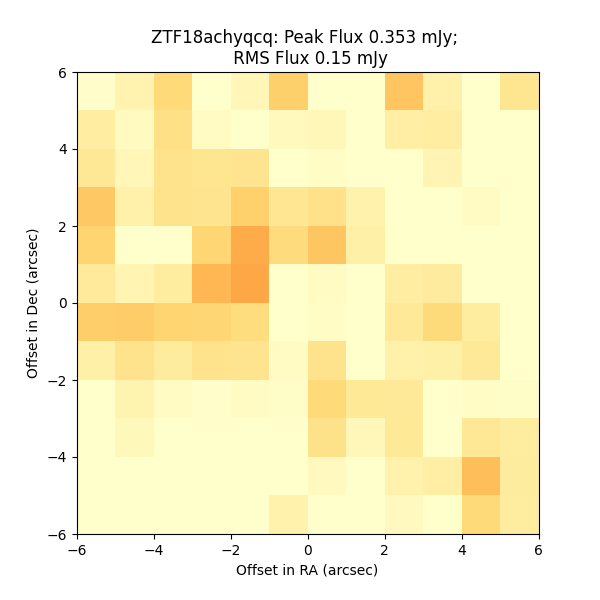 ZTF18achyqcq: Peak Flux 0.353 mJy;
RMS Flux 0.15 mJy
6
4
2
0
−2
−4
−6
Offset in Dec (arcsec)
−6 −4 −2 0 2 4 6
Offset in RA (arcsec)